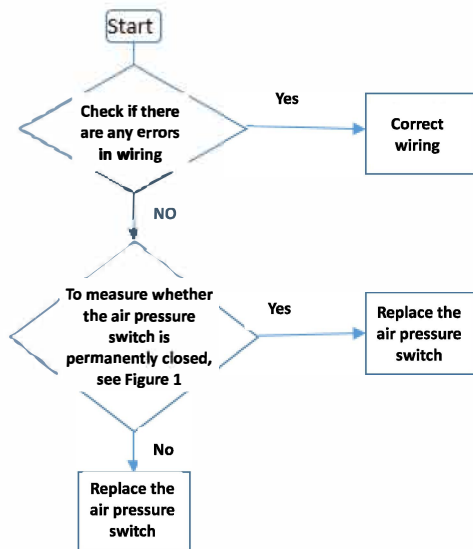 Start
Check if there
are any errors
in wiring
Yes
Correct
wiring
NO
To measure whether
the air pressure
switch is
permanently closed,
see Figure 1
Yes
Replace the
air pressure
switch
No
Replace the
air pressure
switch